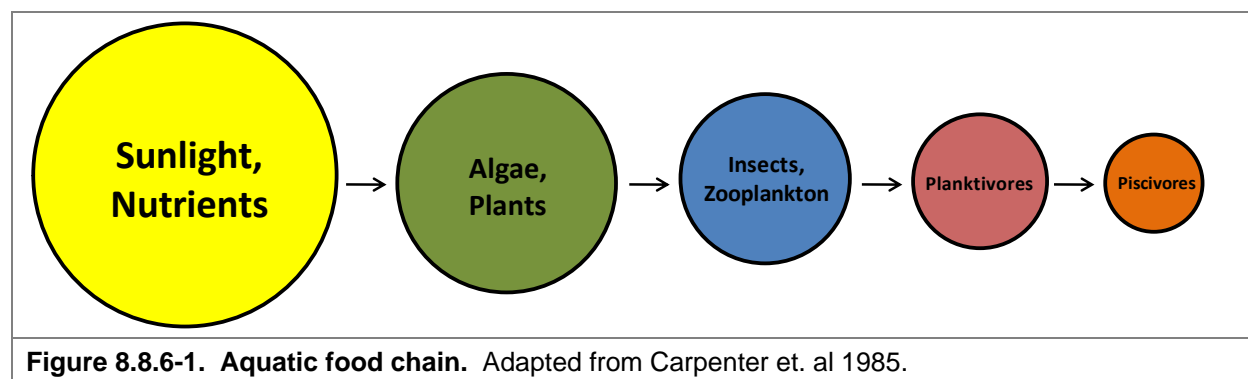 Sunlight,
Nutrients
Algae,
Plants
Insects,
Zooplankton
Planktivores
Piscivores
Figure 8.8.6-1. Aquatic food chain. Adapted from Carpenter et. al 1985.